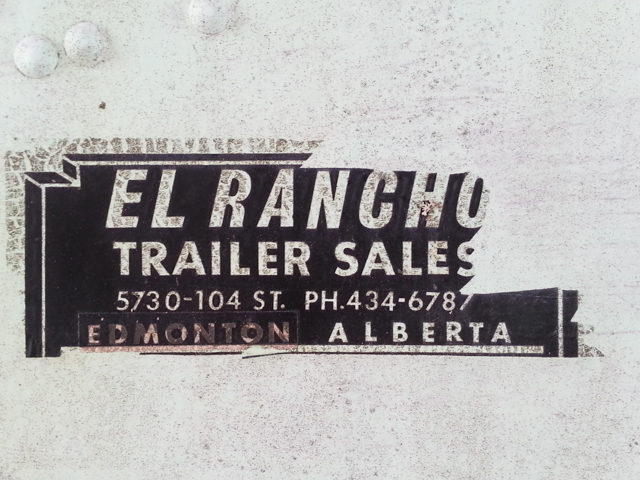 EL RANCHO
TRAILER SALES
5730-104 ST. PH.434-6787
EDMONTON ALBERTA